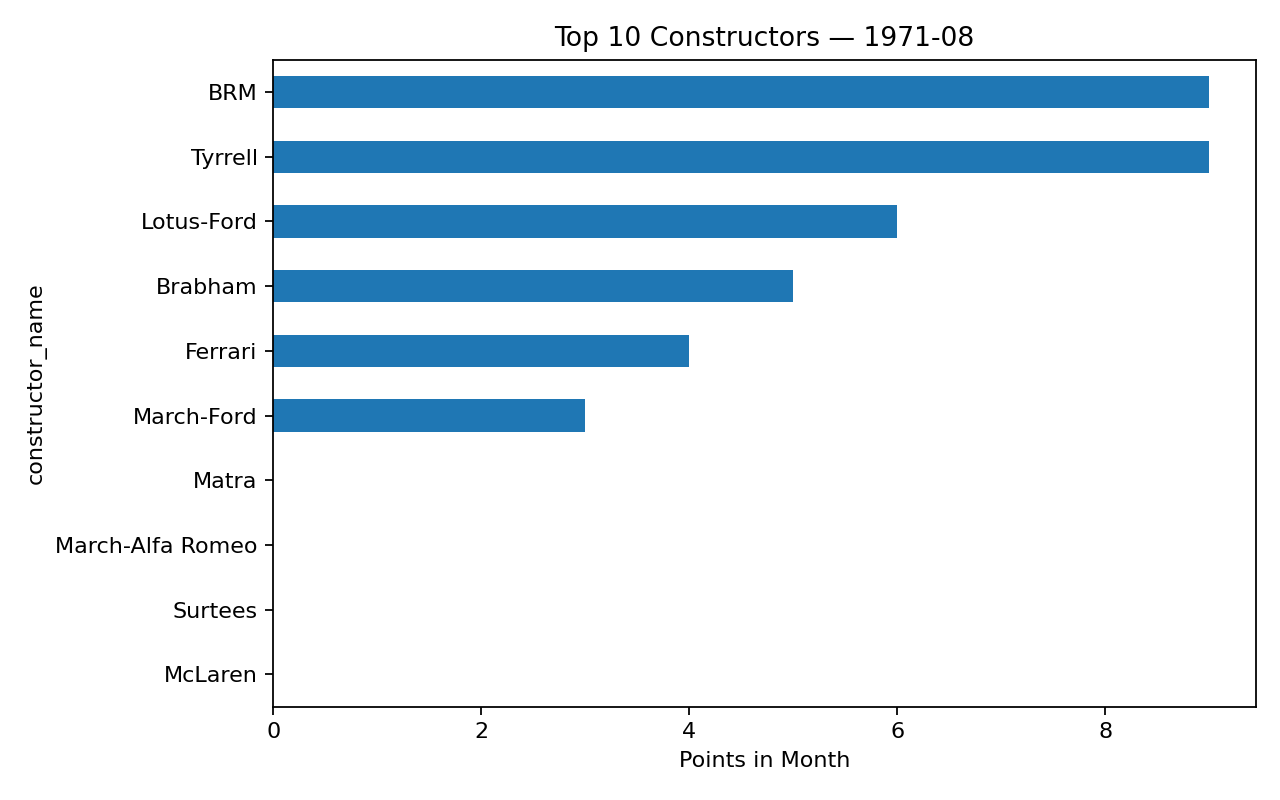 Top 10 Constructors — 1971-08
constructor_name
BRM
Tyrrell
Lotus-Ford
Brabham
Ferrari
March-Ford
Matra
March-Alfa Romeo
Surtees
McLaren
0 2 4 6 8
Points in Month